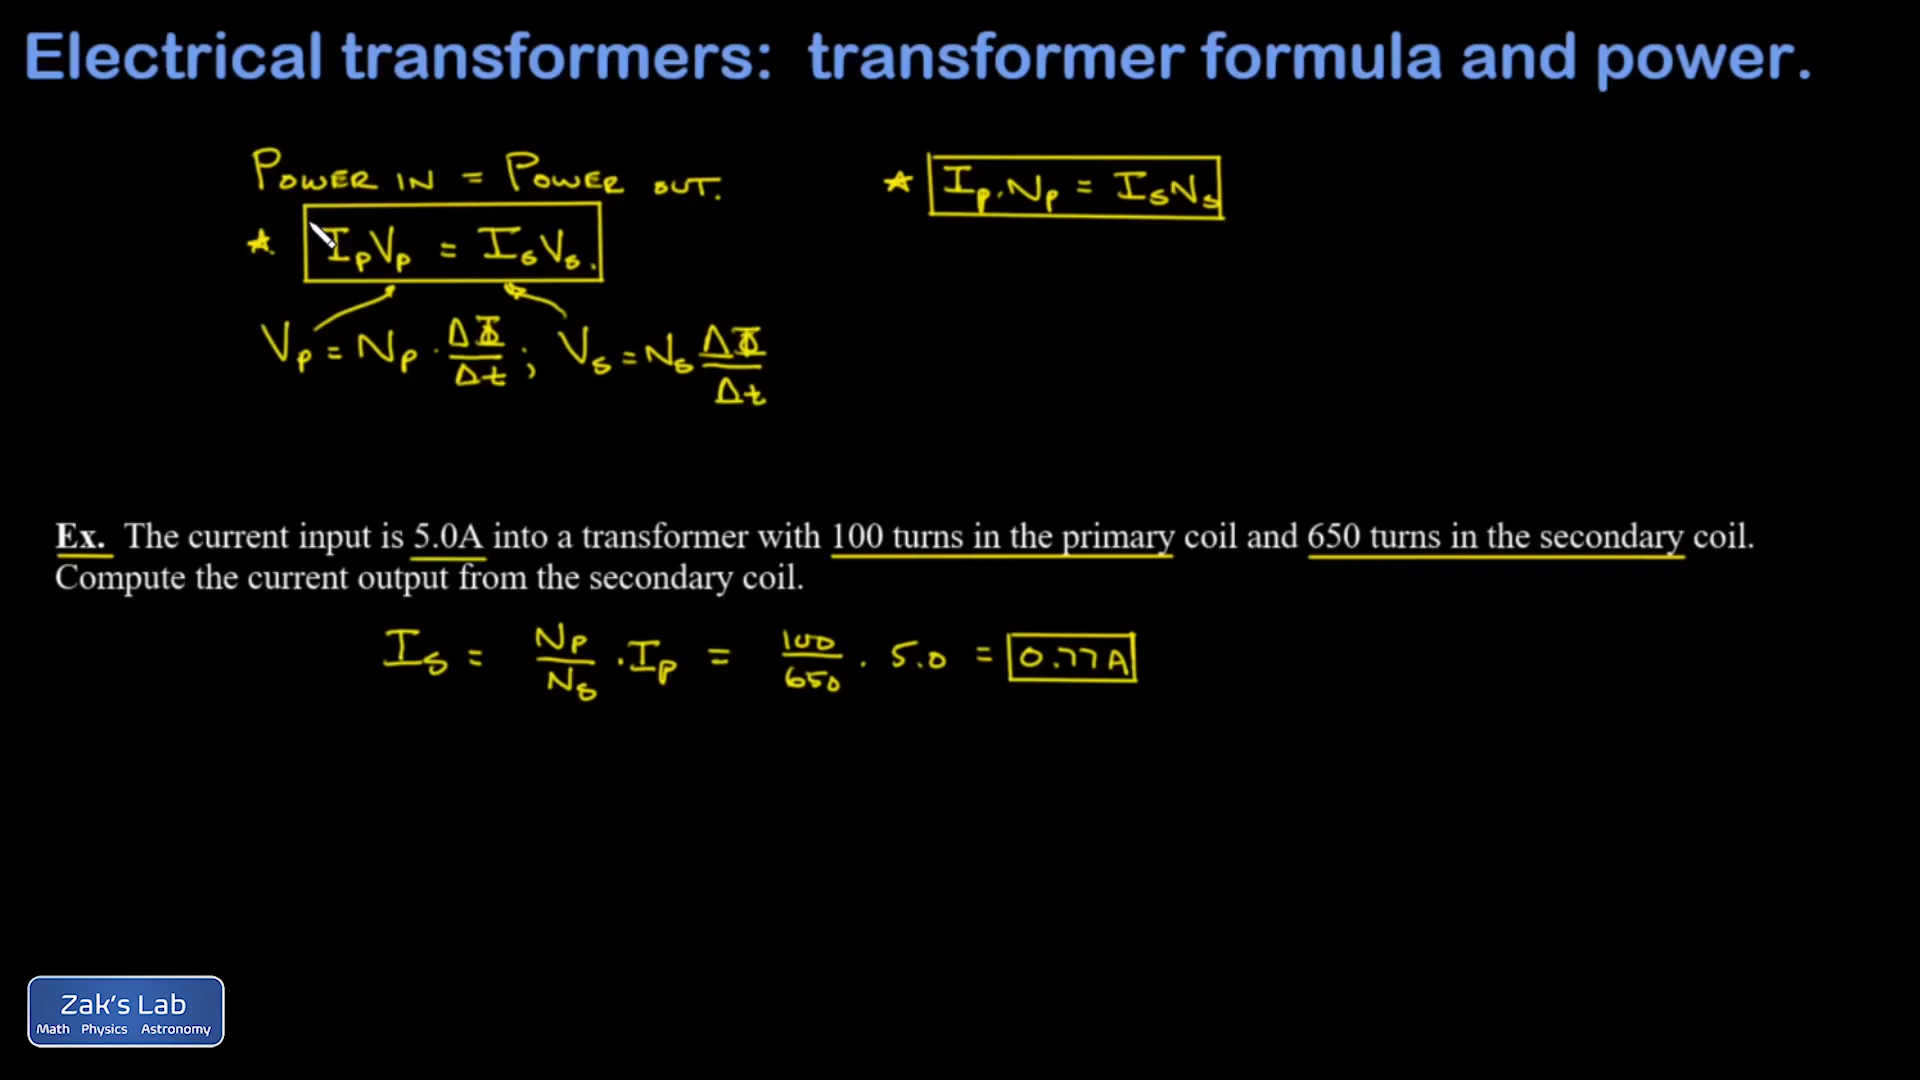 Electrical transformers: transformer formula and power.
POWER IN = POWER OUT.
★ IₚVₚ = IₛVₛ.
Vₚ = Nₚ · ΔΦ/Δt ; Vₛ = Nₛ ΔΦ/Δt
★ Iₚ · Nₚ = IₛNₛ
Ex. The current input is 5.0A into a transformer with 100 turns in the primary coil and 650 turns in the secondary coil.
Compute the current output from the secondary coil.
Iₛ = Nₚ/Nₛ · Iₚ = 100/650 · 5.0 = 0.77A
Zak's Lab
Math Physics Astronomy